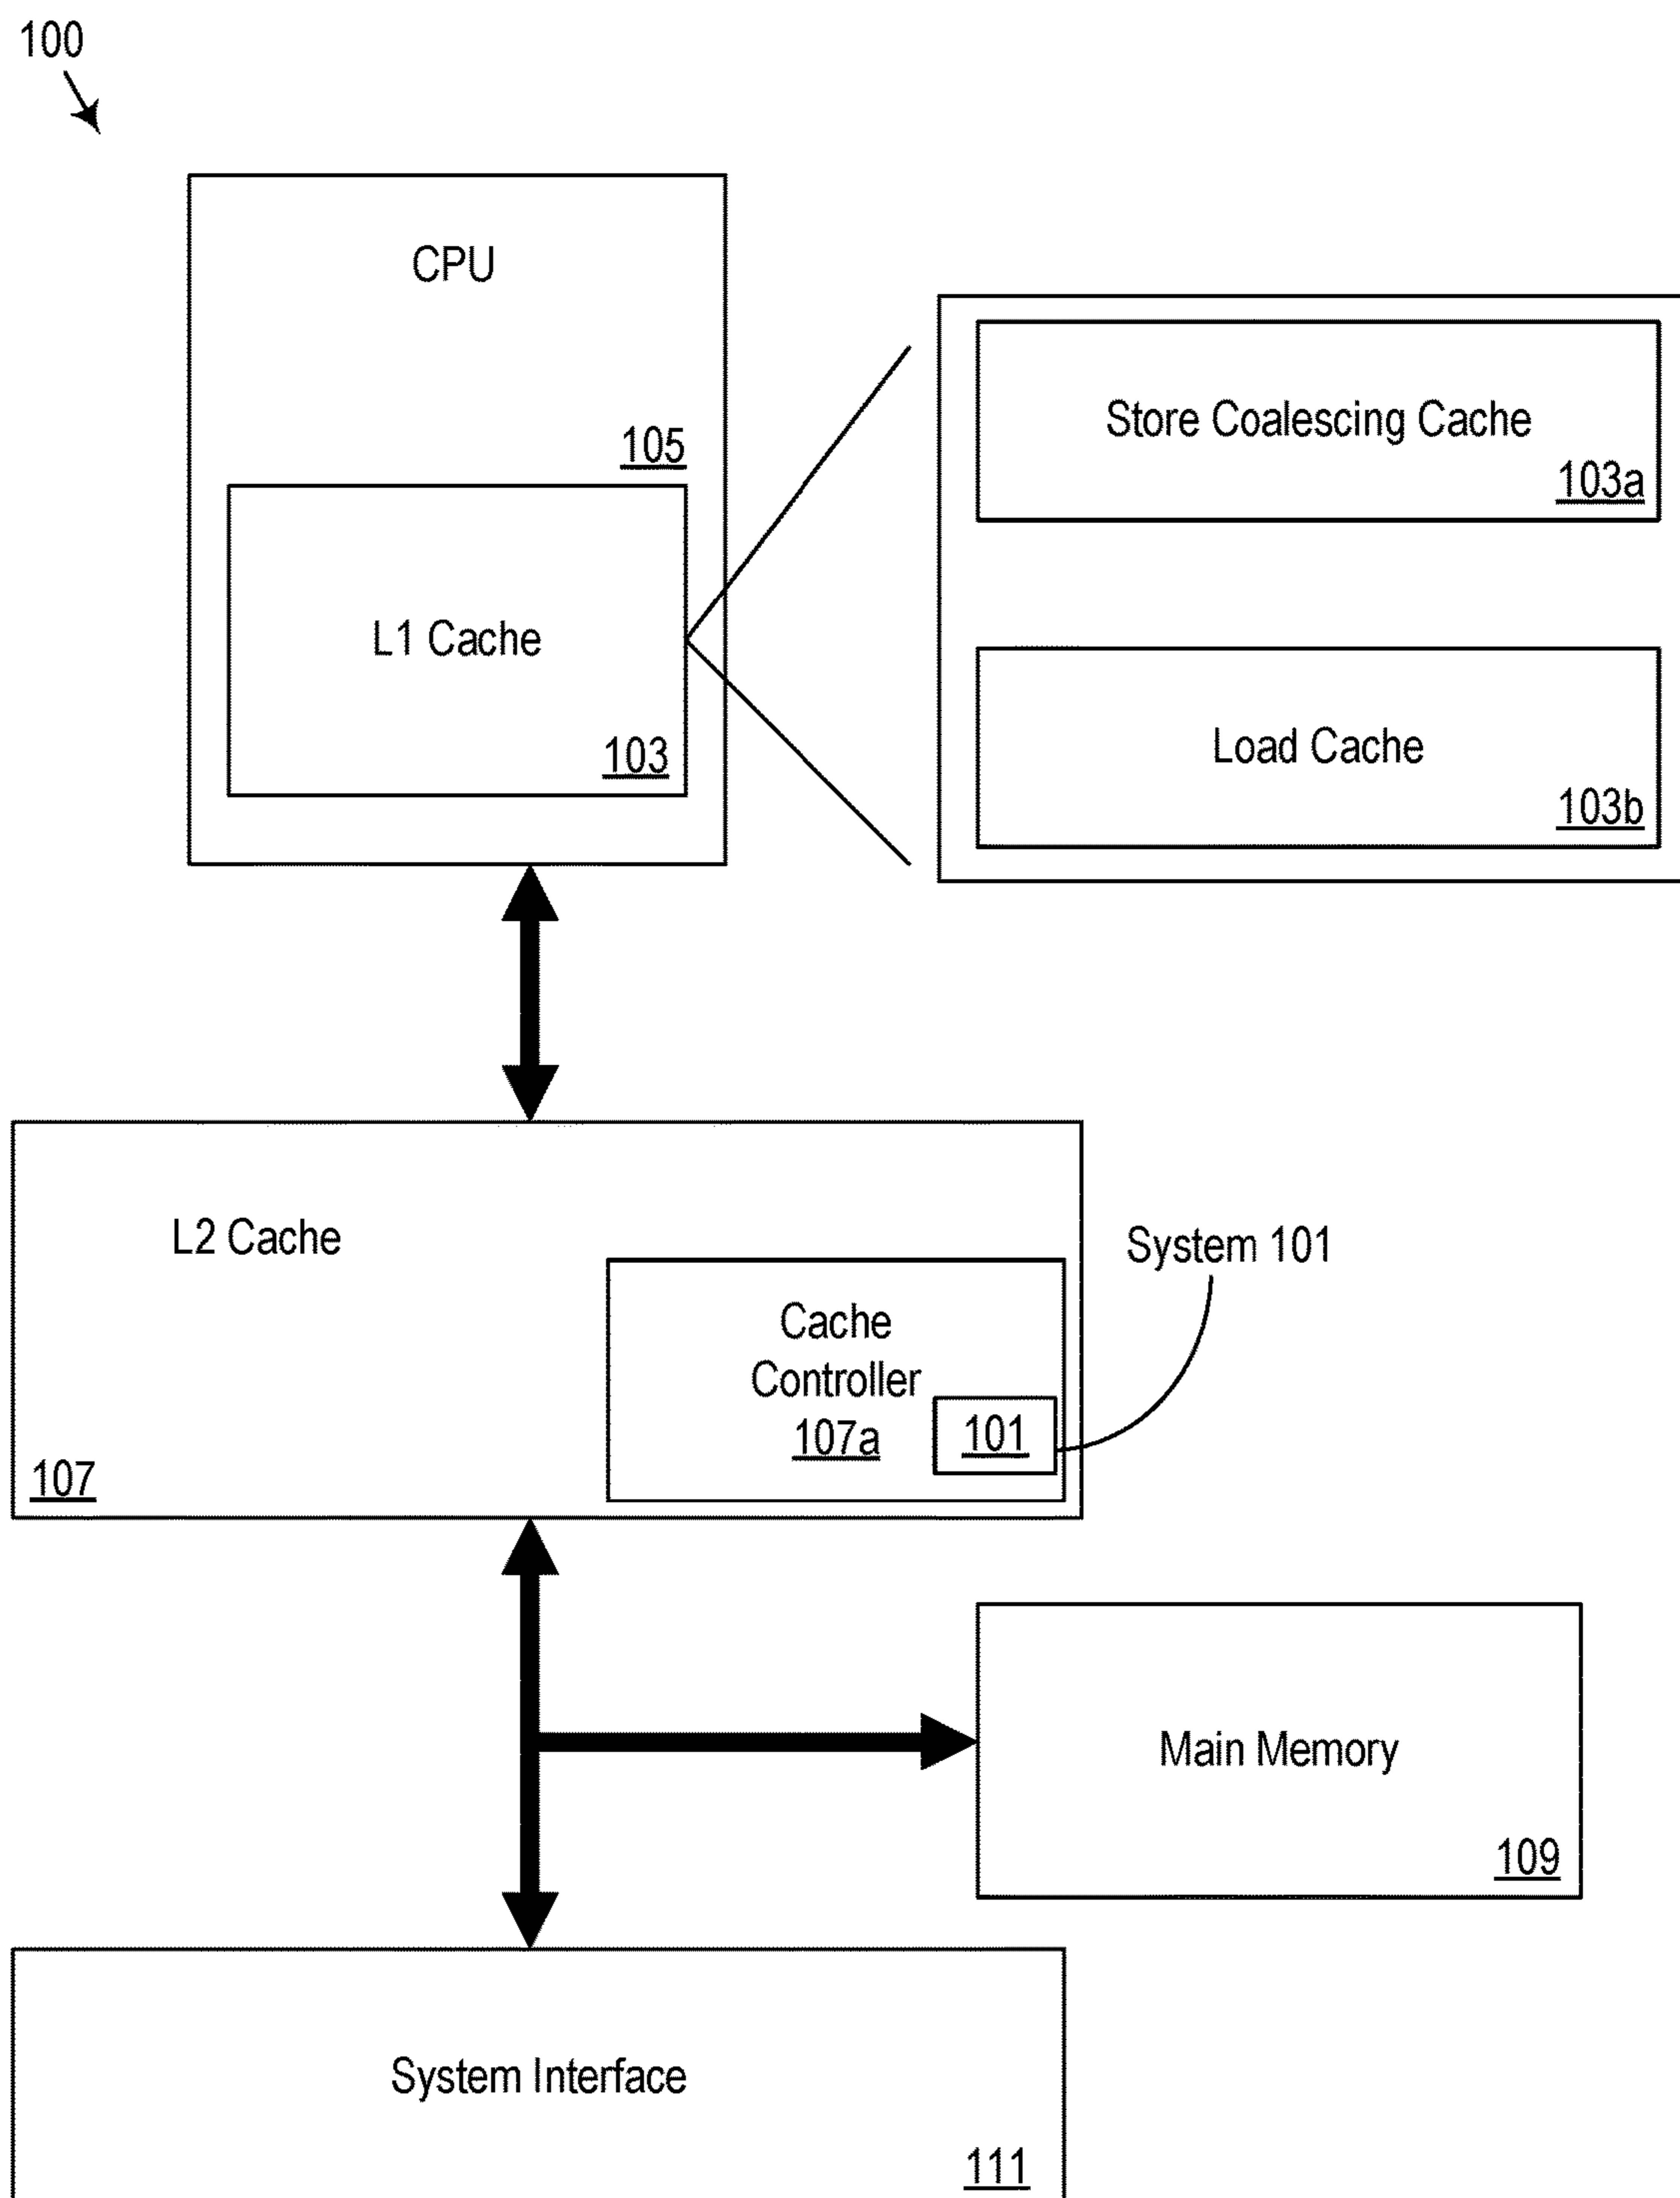 100
CPU
105
L1 Cache
103
Store Coalescing Cache
103a
Load Cache
103b
L2 Cache
107
Cache
Controller
107a
101
System 101
Main Memory
109
System Interface
111